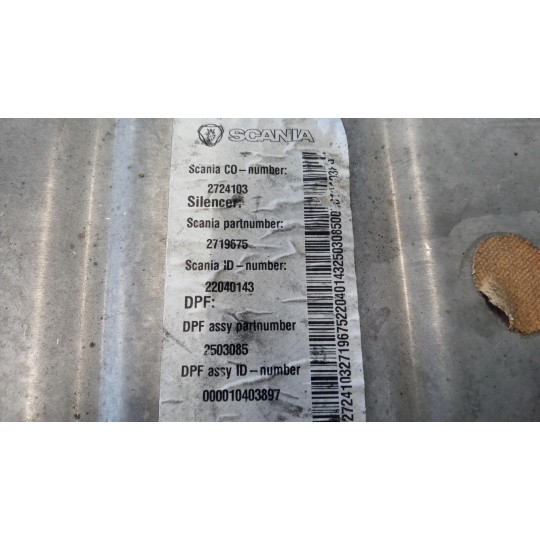 SCANIA
Scania CO-number:
2724103
Silencer:
Scania partnumber:
2719675
Scania ID-number:
22040143
DPF:
DPF assy partnumber
2503085
DPF assy ID-number
000010403897